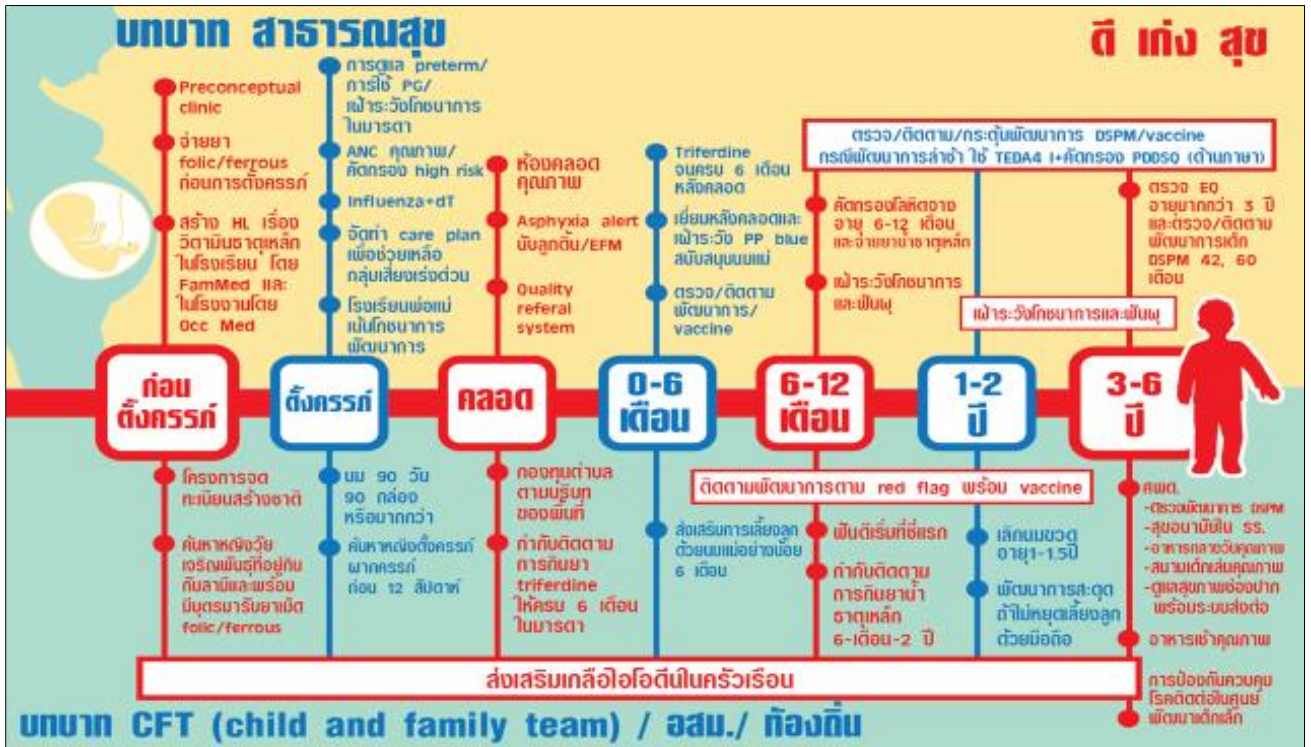 บทบาท สาธารณสุข
ดี เก่ง สุข
Preconceptual
clinic
จ่ายยา
folic/ferrous
ก่อนการตั้งครรภ์
สร้าง HL เรื่อง
วิตามินธาตุเหล็ก
ในโรงเรียน โดย
FamMed และ
ในโรงงานโดย
Occ Med
การดูแล preterm/
การใช้ PG/
เฝ้าระวังโภชนาการ
ในมารดา
ANC คุณภาพ/
คัดกรอง high risk
Influenza+dT
จัดทำ care plan
เพื่อช่วยเหลือ
กลุ่มเสี่ยงเร่งด่วน
โรงเรียนพ่อแม่
เน้นโภชนาการ
พัฒนาการ
ห้องคลอด
คุณภาพ
Asphyxia alert
นับลูกดิ้น/EFM
Quality
referal
system
Triferdine
จนครบ 6 เดือน
หลังคลอด
เยี่ยมหลังคลอดและ
เฝ้าระวัง PP blue
สนับสนุนนมแม่
ตรวจ/ติดตาม
พัฒนาการ/
vaccine
ตรวจ/ติดตาม/กระตุ้นพัฒนาการ DSPM/vaccine
กรณีพัฒนาการล่าช้า ใช้ TEDA4 I+คัดกรอง PDDSQ (ด้านภาษา)
คัดกรองโลหิตจาง
อายุ 6-12 เดือน
และจ่ายยาน้ำธาตุเหล็ก
เฝ้าระวังโภชนาการ
และฟันผุ
ตรวจ EQ
อายุมากกว่า 3 ปี
และตรวจ/ติดตาม
พัฒนาการเด็ก
DSPM 42, 60
เดือน
เฝ้าระวังโภชนาการและฟันผุ
ก่อน
ตั้งครรภ์
ตั้งครรภ์
คลอด
0-6
เดือน
6-12
เดือน
1-2
ปี
3-6
ปี
โครงการจด
ทะเบียนสร้างชาติ
ค้นหาหญิงวัย
เจริญพันธุ์ที่อยู่กิน
กับสามีและพร้อม
มีบุตรมารับยาเม็ด
folic/ferrous
นม 90 วัน
90 กล่อง
หรือมากกว่า
ค้นหาหญิงตั้งครรภ์
ฝากครรภ์
ก่อน 12 สัปดาห์
กองทุนตำบล
ตามบริบท
ของพื้นที่
กำกับติดตาม
การกินยา
triferdine
ให้ครบ 6 เดือน
ในมารดา
ส่งเสริมการเลี้ยงลูก
ด้วยนมแม่อย่างน้อย
6 เดือน
ติดตามพัฒนาการตาม red flag พร้อม vaccine
ฟันดีเริ่มที่ซี่แรก
กำกับติดตาม
การกินยาน้ำ
ธาตุเหล็ก
6-เดือน-2 ปี
เลิกนมขวด
อายุ1-1.5ปี
พัฒนาการสะดุด
ถ้าไม่หยุดเลี้ยงลูก
ด้วยมือถือ
ศพด.
-ตรวจพัฒนาการ DSPM
-สุขอนามัยใน รร.
-อาหารกลางวันคุณภาพ
-สนามเด็กเล่นคุณภาพ
-ดูแลสุขภาพช่องปาก
พร้อมระบบส่งต่อ
อาหารเช้าคุณภาพ
การป้องกันควบคุม
โรคติดต่อในศูนย์
พัฒนาเด็กเล็ก
ส่งเสริมเกลือไอโอดีนในครัวเรือน
บทบาท CFT (child and family team) / อสม./ ท้องถิ่น